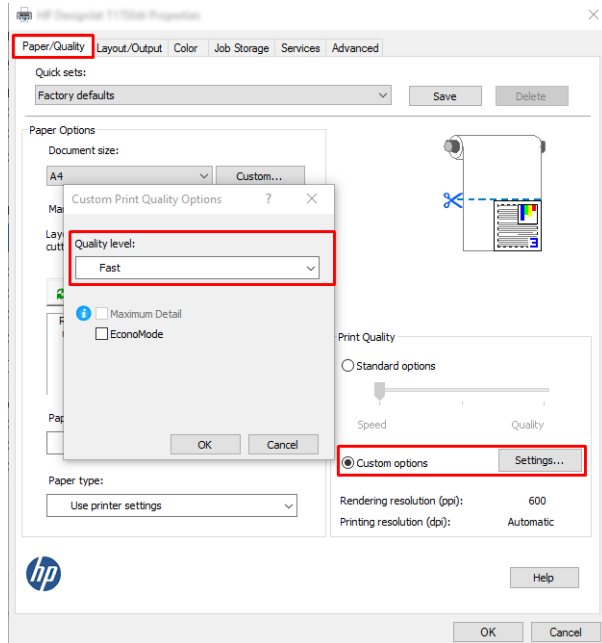 Properties
Paper/Quality Layout/Output Color Job Storage Services Advanced
Quick sets:
Factory defaults Save Delete
Paper Options
Document size:
A4 Custom...
Custom Print Quality Options ?
Quality level:
Fast
Maximum Detail
EconoMode
OK Cancel
3
Print Quality
Standard options
Speed Quality
Custom options Settings...
Paper type:
Use printer settings
Rendering resolution (ppi): 600
Printing resolution (dpi): Automatic
hp
Help
OK Cancel